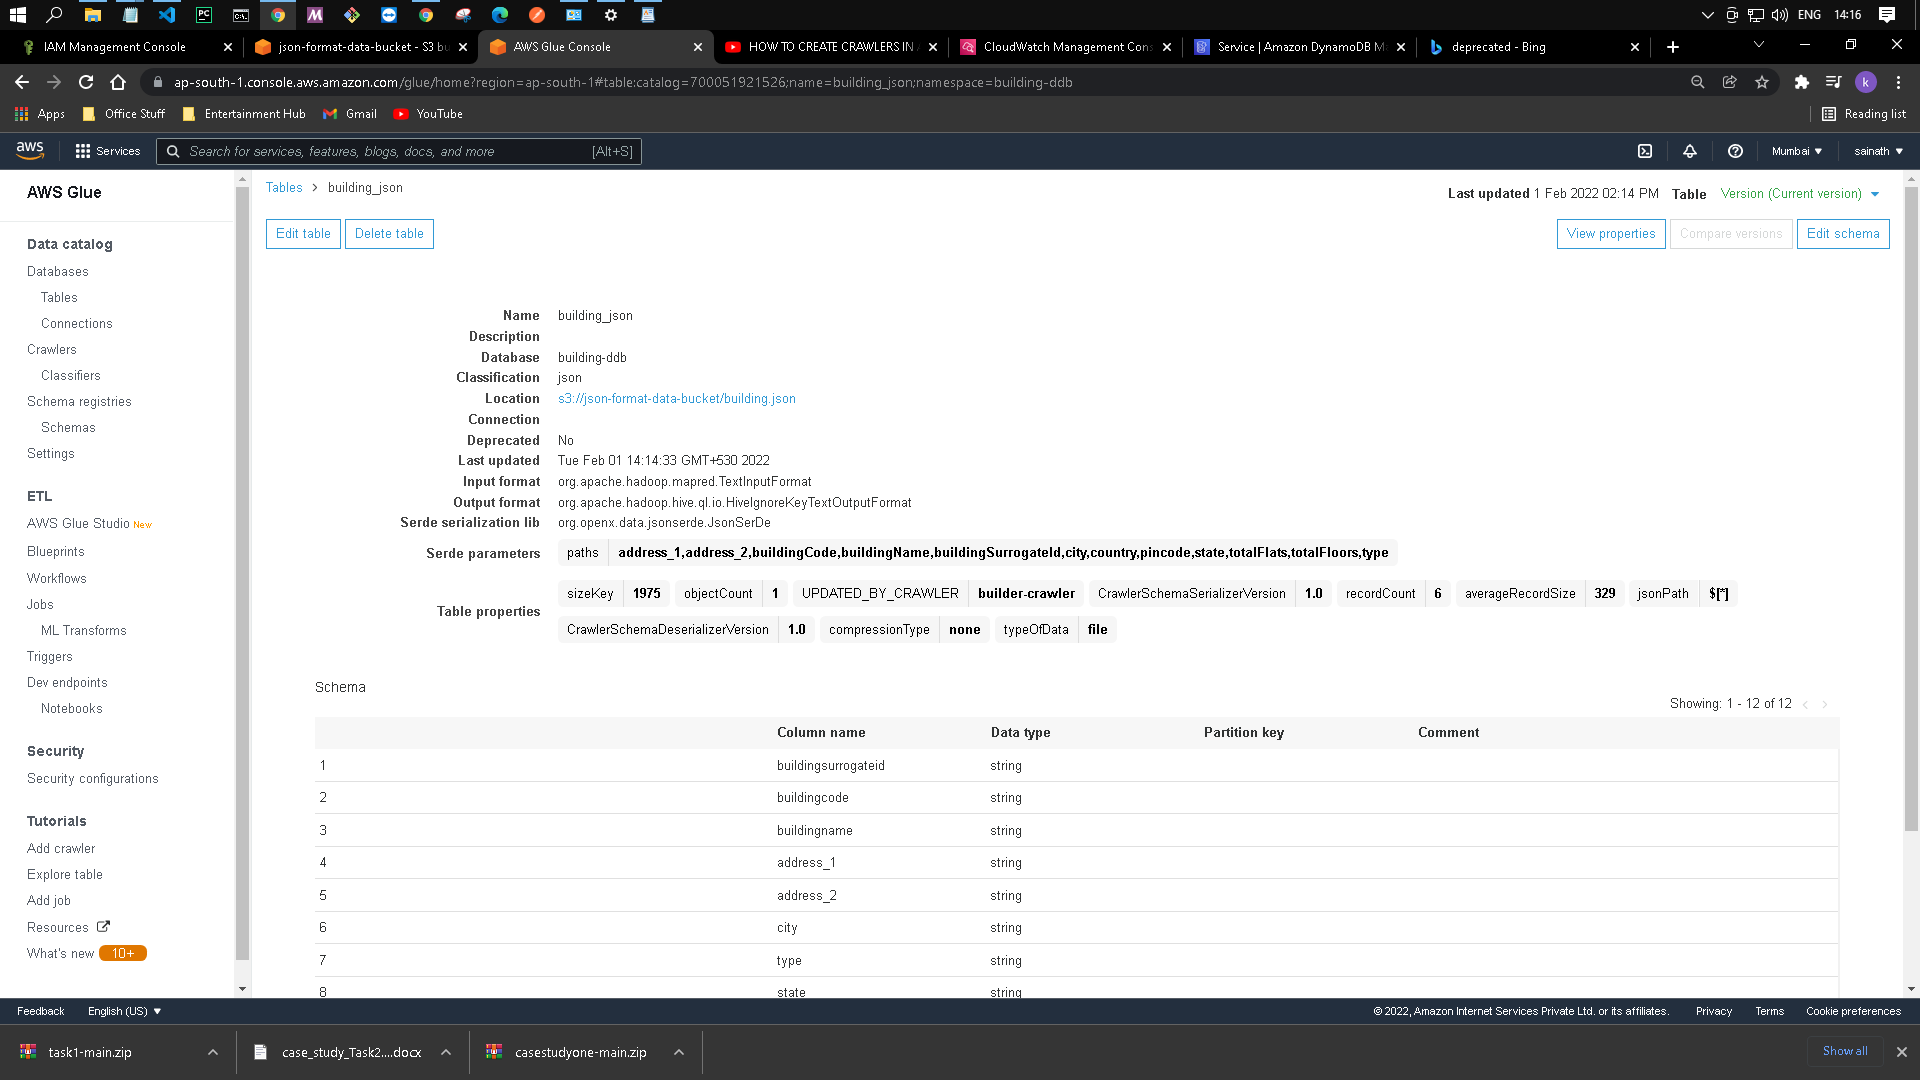 ENG 14:16
IAM Management Console
json-format-data-bucket - S3 bu
AWS Glue Console
HOW TO CREATE CRAWLERS IN A
CloudWatch Management Cons
Service | Amazon DynamoDB M
deprecated - Bing
ap-south-1.console.aws.amazon.com/glue/home?region=ap-south-1#table:catalog=700051921526;name=building_json;namespace=building-ddb
k
Apps Office Stuff Entertainment Hub Gmail YouTube Reading list
aws Services Search for services, features, blogs, docs, and more [Alt+S] Mumbai ▼ sainath ▼
AWS Glue
Data catalog
Databases
Tables
Connections
Crawlers
Classifiers
Schema registries
Schemas
Settings
ETL
AWS Glue Studio New
Blueprints
Workflows
Jobs
ML Transforms
Triggers
Dev endpoints
Notebooks
Security
Security configurations
Tutorials
Add crawler
Explore table
Add job
Resources
What's new 10+
Tables > building_json
Last updated 1 Feb 2022 02:14 PM Table Version (Current version)
Edit table Delete table View properties Compare versions Edit schema
Name building_json
Description
Database building-ddb
Classification json
Location s3://json-format-data-bucket/building.json
Connection
Deprecated No
Last updated Tue Feb 01 14:14:33 GMT+530 2022
Input format org.apache.hadoop.mapred.TextInputFormat
Output format org.apache.hadoop.hive.ql.io.HiveIgnoreKeyTextOutputFormat
Serde serialization lib org.openx.data.jsonserde.JsonSerDe
Serde parameters paths address_1,address_2,buildingCode,buildingName,buildingSurrogateId,city,country,pincode,state,totalFlats,totalFloors,type
Table properties sizeKey 1975 objectCount 1 UPDATED_BY_CRAWLER builder-crawler CrawlerSchemaSerializerVersion 1.0 recordCount 6 averageRecordSize 329 jsonPath $[*]
CrawlerSchemaDeserializerVersion 1.0 compressionType none typeOfData file
Schema
Showing: 1 - 12 of 12 < >
Column name Data type Partition key Comment
1 buildingsurrogateid string
2 buildingcode string
3 buildingname string
4 address_1 string
5 address_2 string
6 city string
7 type string
8 state string
Feedback English (US) ▼ © 2022, Amazon Internet Services Private Ltd. or its affiliates. Privacy Terms Cookie preferences
task1-main.zip case_study_Task2....docx casestudyone-main.zip Show all